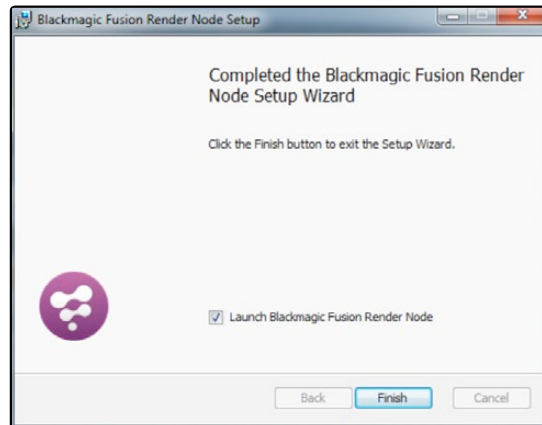 Blackmagic Fusion Render Node Setup
Completed the Blackmagic Fusion Render
Node Setup Wizard
Click the Finish button to exit the Setup Wizard.
Launch Blackmagic Fusion Render Node
Back Finish Cancel